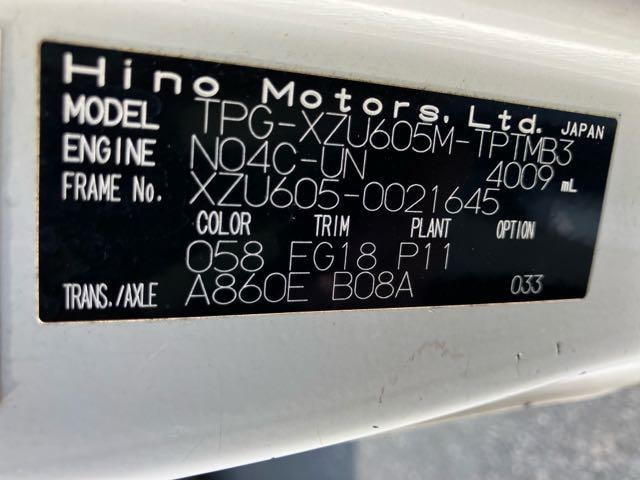 Hino Motors, Ltd. JAPAN
MODEL TPG-XZU605M-TPTMB3
ENGINE N04C-UN 4009 mL
FRAME No. XZU605-0021645
COLOR TRIM PLANT OPTION
058 FG18 P11
TRANS./AXLE A860E B08A 033